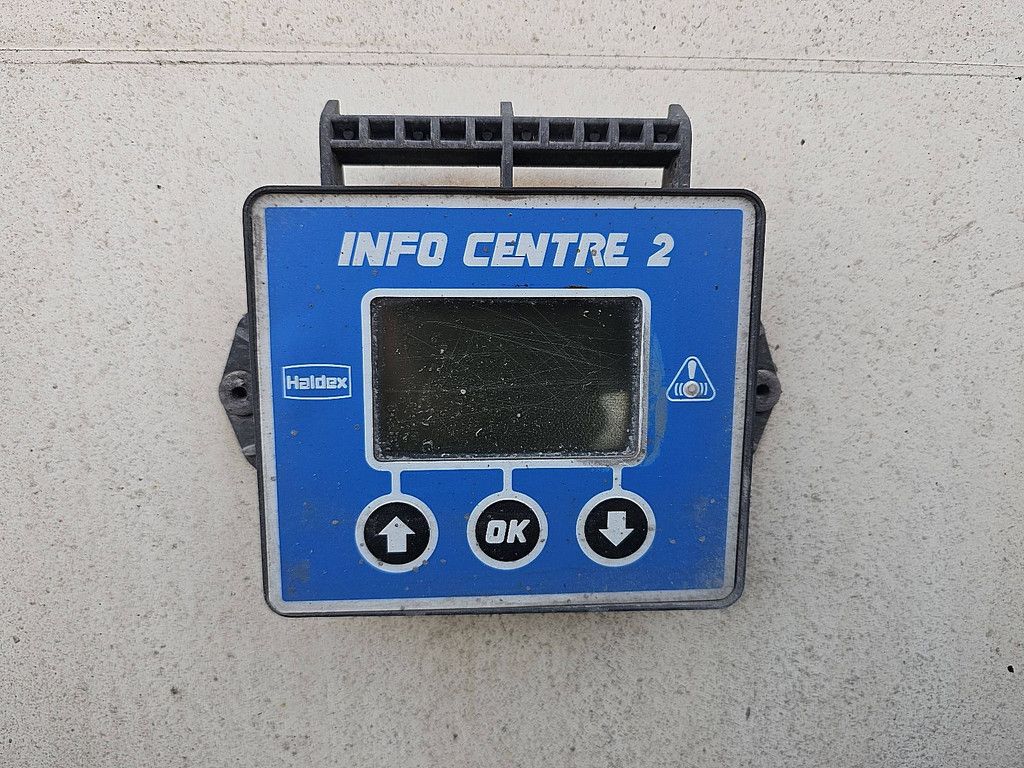 INFO CENTRE 2
Haldex
OK